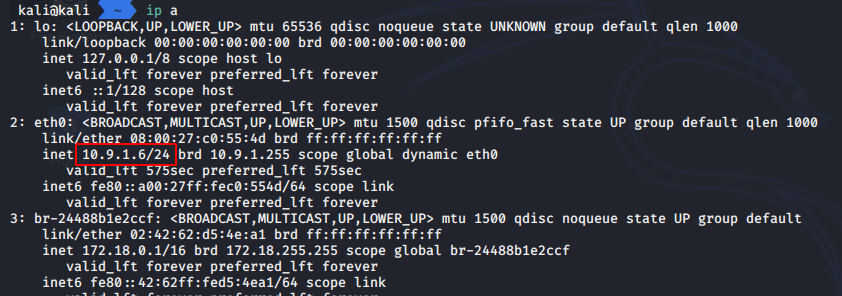 kali@kali ~ ip a
1: lo: <LOOPBACK,UP,LOWER_UP> mtu 65536 qdisc noqueue state UNKNOWN group default qlen 1000
link/loopback 00:00:00:00:00:00 brd 00:00:00:00:00:00
inet 127.0.0.1/8 scope host lo
valid_lft forever preferred_lft forever
inet6 ::1/128 scope host
valid_lft forever preferred_lft forever
2: eth0: <BROADCAST,MULTICAST,UP,LOWER_UP> mtu 1500 qdisc pfifo_fast state UP group default qlen 1000
link/ether 08:00:27:c0:55:4d brd ff:ff:ff:ff:ff:ff
inet 10.9.1.6/24 brd 10.9.1.255 scope global dynamic eth0
valid_lft 575sec preferred_lft 575sec
inet6 fe80::a00:27ff:fec0:554d/64 scope link
valid_lft forever preferred_lft forever
3: br-24488b1e2ccf: <BROADCAST,MULTICAST,UP,LOWER_UP> mtu 1500 qdisc noqueue state UP group default
link/ether 02:42:62:d5:4e:a1 brd ff:ff:ff:ff:ff:ff
inet 172.18.0.1/16 brd 172.18.255.255 scope global br-24488b1e2ccf
valid_lft forever preferred_lft forever
inet6 fe80::42:62ff:fed5:4ea1/64 scope link
valid_lft forever preferred_lft forever